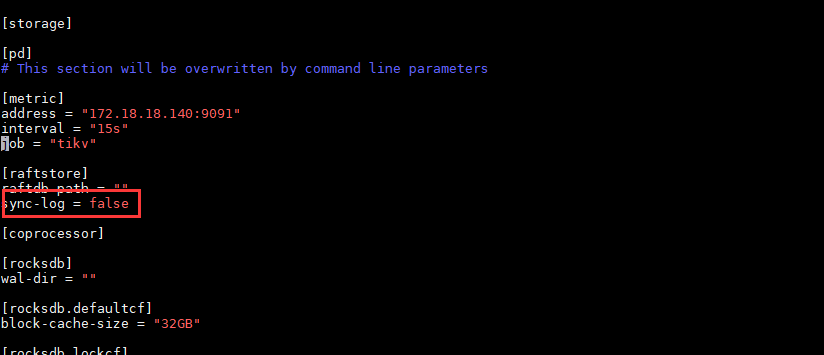 [storage]
[pd]
# This section will be overwritten by command line parameters
[metric]
address = "172.18.18.140:9091"
interval = "15s"
job = "tikv"
[raftstore]
raftdb-path = ""
sync-log = false
[coprocessor]
[rocksdb]
wal-dir = ""
[rocksdb.defaultcf]
block-cache-size = "32GB"
[rocksdb.lockcf]